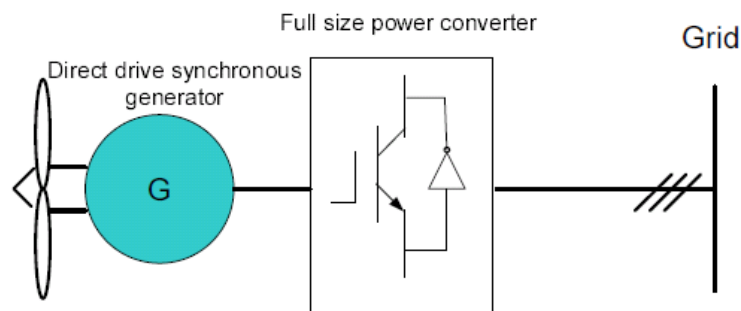 Full size power converter
Grid
Direct drive synchronous
generator
G